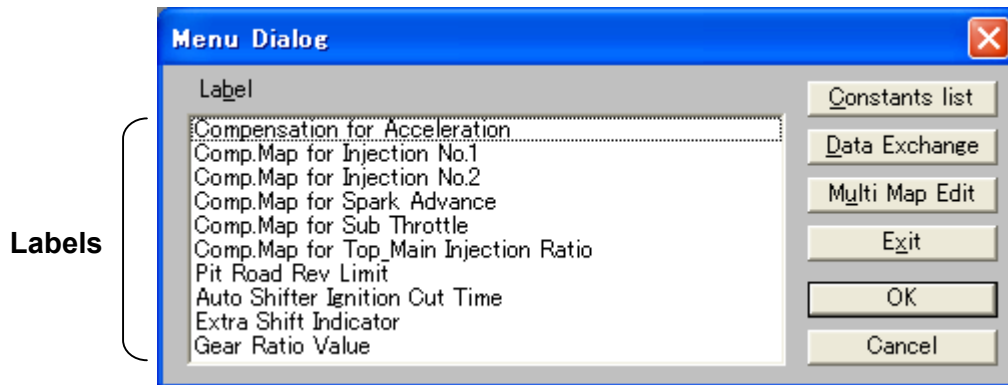 Menu Dialog
Label
Constants list
Compensation for Acceleration
Comp.Map for Injection No.1
Data Exchange
Comp.Map for Injection No.2
Comp.Map for Spark Advance
Multi Map Edit
Comp.Map for Sub Throttle
Labels
Comp.Map for Top_Main Injection Ratio
Exit
Pit Road Rev Limit
Auto Shifter Ignition Cut Time
OK
Extra Shift Indicator
Gear Ratio Value
Cancel